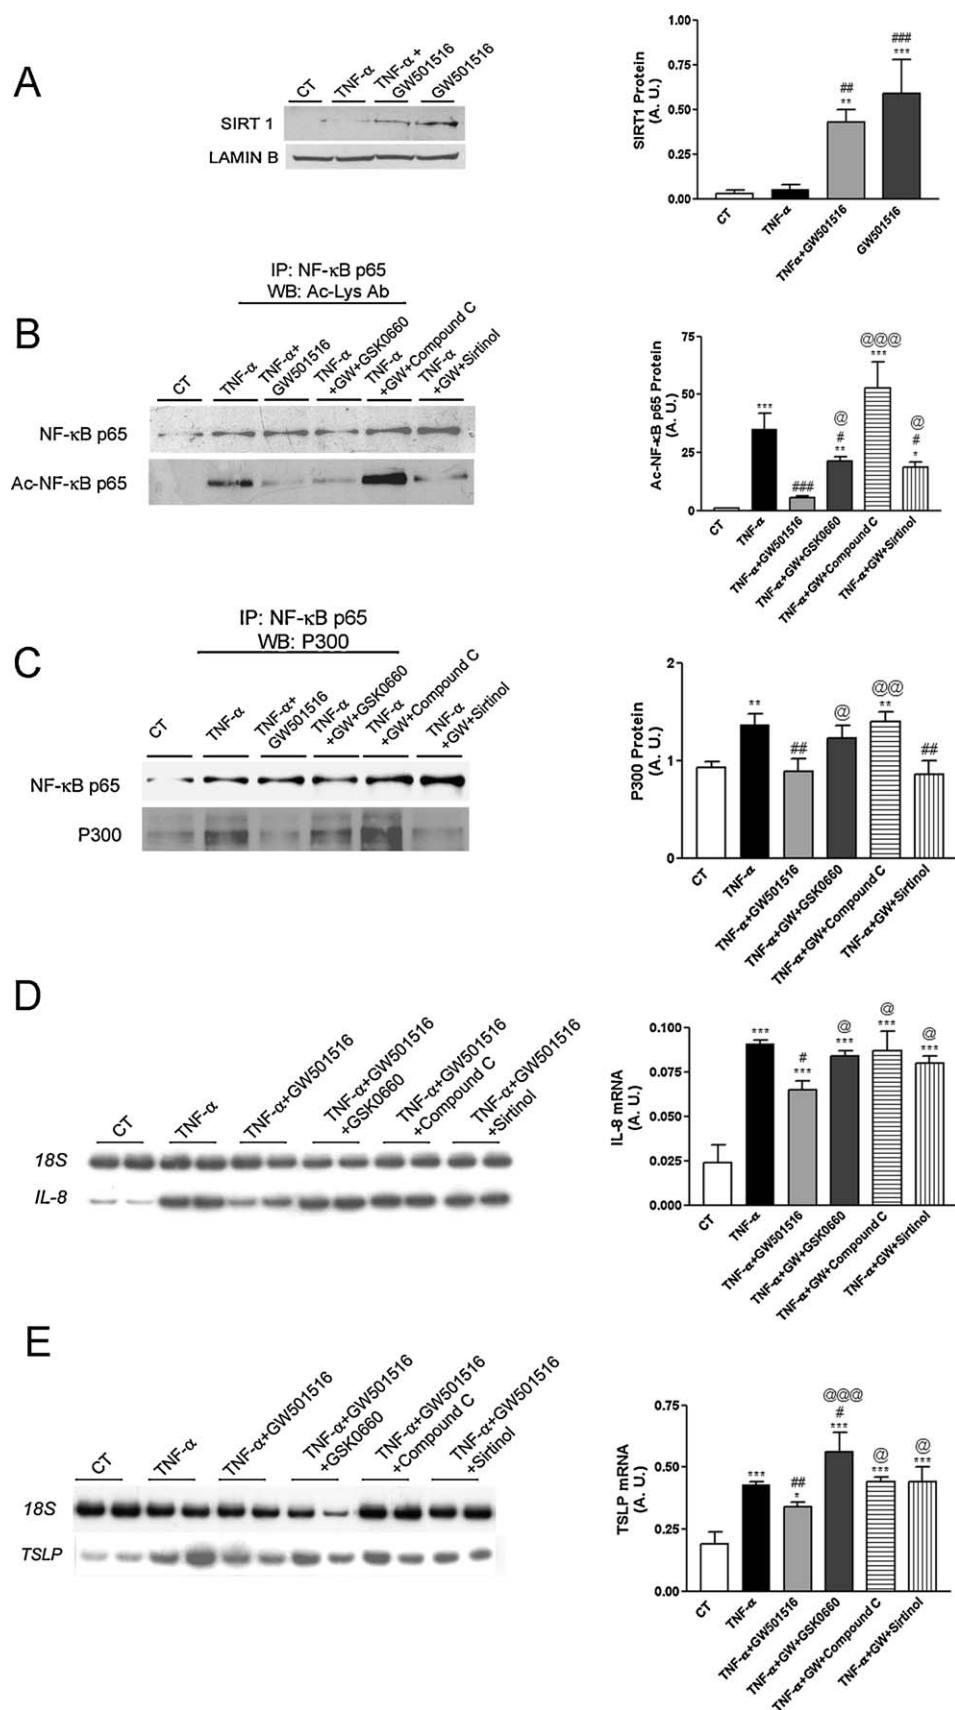 A
CT
TNF-α
TNF-α+
GW501516
GW501516
SIRT 1
LAMIN B
SIRT1 Protein
(A. U.)
1.00
0.75
0.50
0.25
0.00
##
**
###
***
CT
TNF-α
TNFα+GW501516
GW501516
B
IP: NF-κB p65
WB: Ac-Lys Ab
CT
TNF-α
TNF-α+
GW501516
TNF-α
+GW+GSK0660
TNF-α
+GW+Compound C
TNF-α
+GW+Sirtinol
NF-κB p65
Ac-NF-κB p65
Ac-NF-κB p65 Protein
(A. U.)
75
50
25
0
***
###
@
#
**
@@@
***
@
#
*
CT
TNF-α
TNF-α+GW501516
TNF-α+GW+GSK0660
TNF-α+GW+Compound C
TNF-α+GW+Sirtinol
C
IP: NF-κB p65
WB: P300
CT
TNF-α
TNF-α+
GW501516
TNF-α
+GW+GSK0660
TNF-α
+GW+Compound C
TNF-α
+GW+Sirtinol
NF-κB p65
P300
P300 Protein
(A. U.)
2
1
0
**
##
@
@@
**
##
CT
TNF-α
TNF-α+GW501516
TNF-α+GW+GSK0660
TNF-α+GW+Compound C
TNF-α+GW+Sirtinol
D
CT
TNF-α
TNF-α+GW501516
TNF-α+GW501516
+GSK0660
TNF-α+GW501516
+Compound C
TNF-α+GW501516
+Sirtinol
18S
IL-8
IL-8 mRNA
(A. U.)
0.100
0.075
0.050
0.025
0.000
***
#
***
@
***
@
***
@
***
CT
TNF-α
TNF-α+GW501516
TNF-α+GW+GSK0660
TNF-α+GW+Compound C
TNF-α+GW+Sirtinol
E
CT
TNF-α
TNF-α+GW501516
TNF-α+GW501516
+GSK0660
TNF-α+GW501516
+Compound C
TNF-α+GW501516
+Sirtinol
18S
TSLP
TSLP mRNA
(A. U.)
0.75
0.50
0.25
0.00
***
##
*
@@@
#
***
@
***
@
***
CT
TNF-α
TNF-α+GW501516
TNF-α+GW+GSK0660
TNF-α+GW+Compound C
TNF-α+GW+Sirtinol